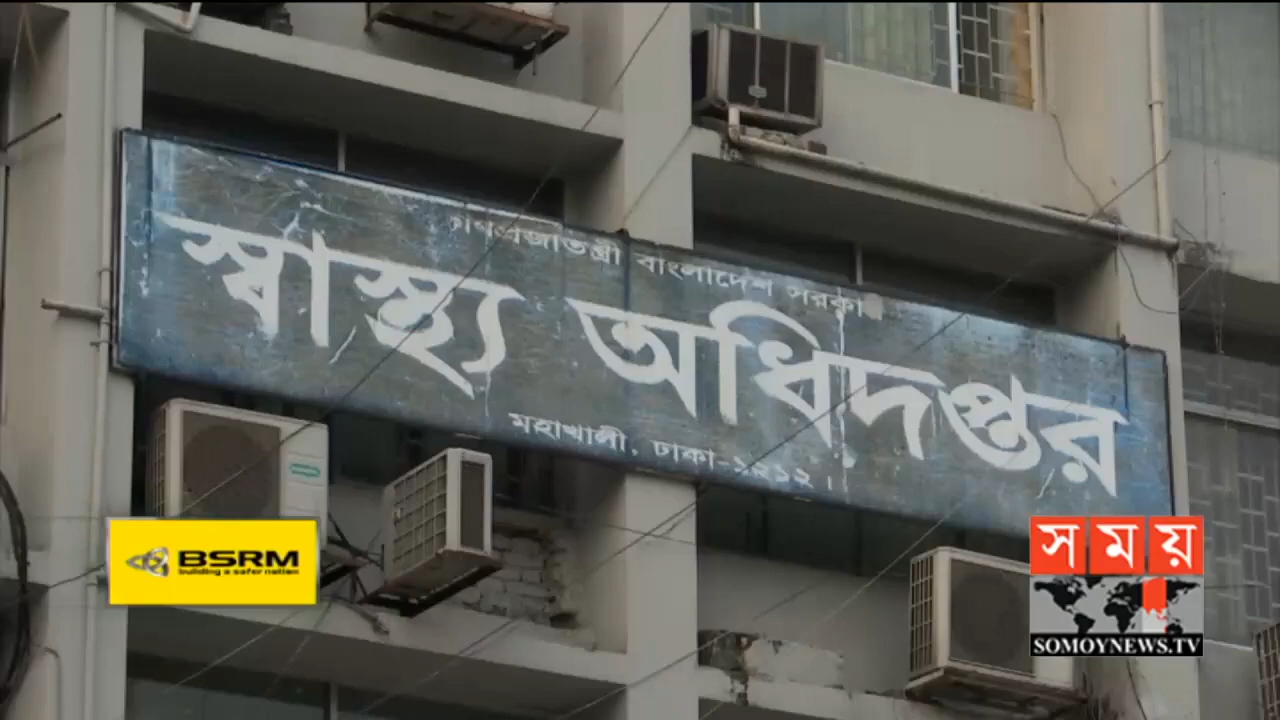 গণপ্রজাতন্ত্রী বাংলাদেশ সরকার
স্বাস্থ্য অধিদপ্তর
মহাখালী, ঢাকা-১২১২।
BSRM
building a safer nation
সময়
SOMOYNEWS.TV